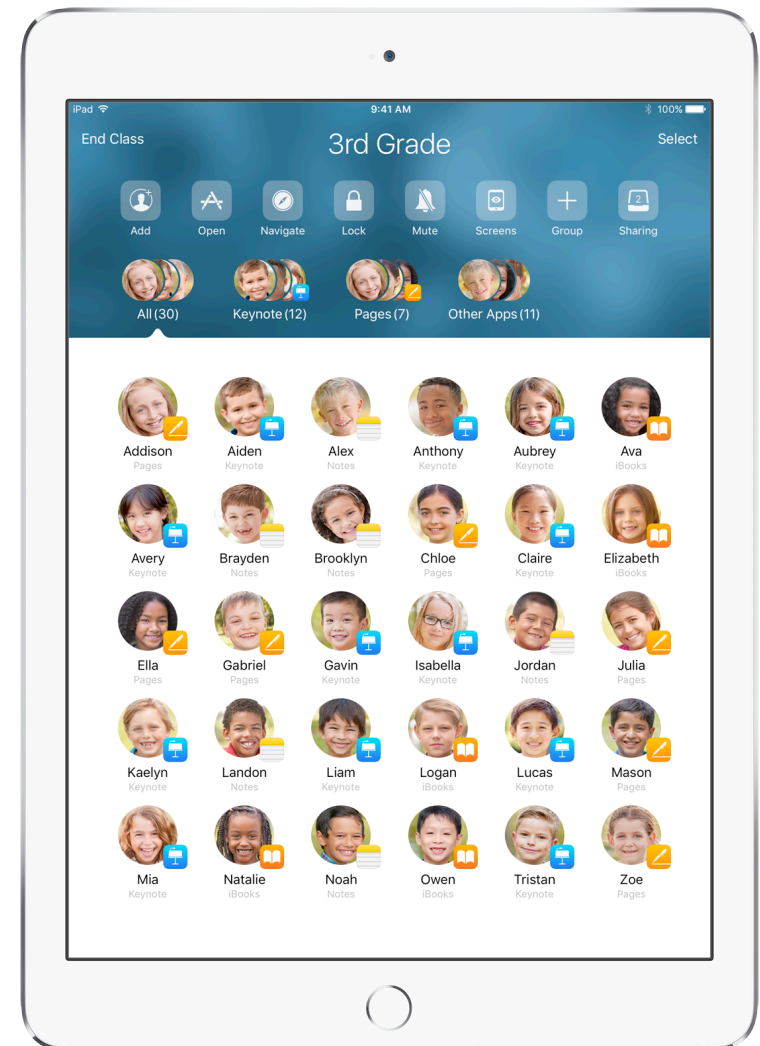 iPad 9:41 AM 100%
End Class 3rd Grade Select
Add Open Navigate Lock Mute Screens Group 2 Sharing
All (30) Keynote (12) Pages (7) Other Apps (11)
Addison Aiden Alex Anthony Aubrey Ava
Pages Keynote Notes Keynote Keynote iBooks
Avery Brayden Brooklyn Chloe Claire Elizabeth
Keynote Notes Notes Pages Keynote iBooks
Ella Gabriel Gavin Isabella Jordan Julia
Pages Pages Keynote Keynote Notes Pages
Kaelyn Landon Liam Logan Lucas Mason
Keynote Notes Keynote iBooks Keynote Pages
Mia Natalie Noah Owen Tristan Zoe
Keynote iBooks Notes iBooks Keynote Pages